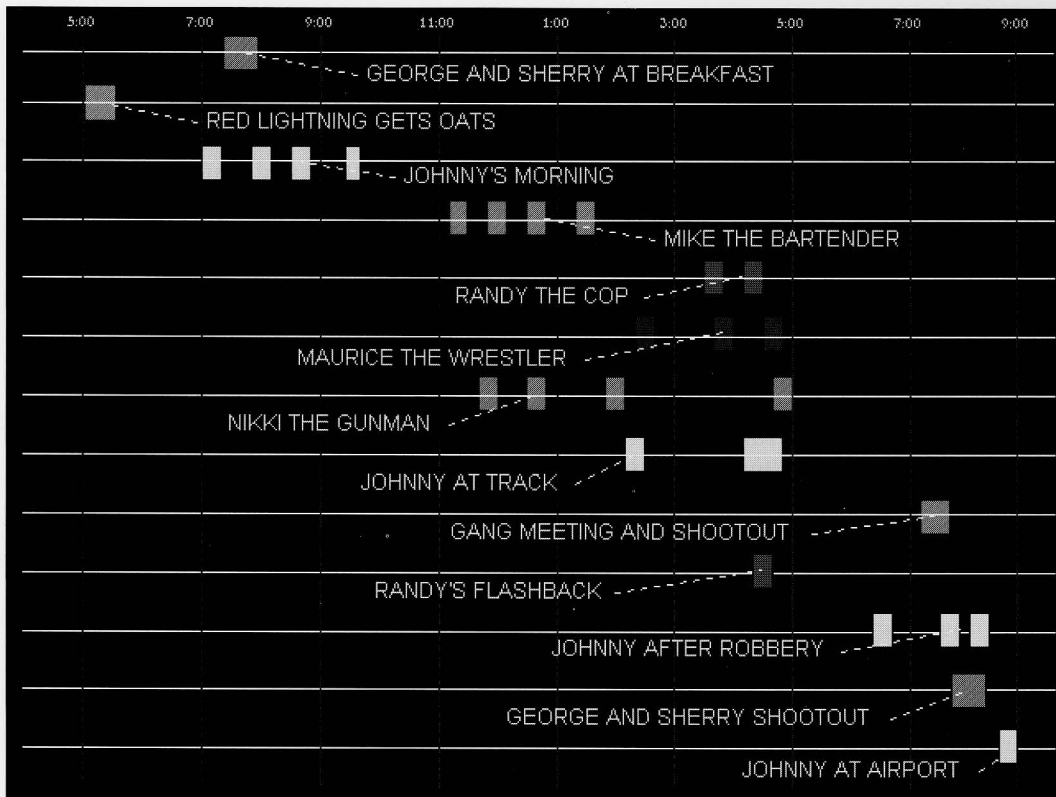 5:00 7:00 9:00 11:00 1:00 3:00 5:00 7:00 9:00
GEORGE AND SHERRY AT BREAKFAST
RED LIGHTNING GETS OATS
JOHNNY'S MORNING
MIKE THE BARTENDER
RANDY THE COP
MAURICE THE WRESTLER
NIKKI THE GUNMAN
JOHNNY AT TRACK
GANG MEETING AND SHOOTOUT
RANDY'S FLASHBACK
JOHNNY AFTER ROBBERY
GEORGE AND SHERRY SHOOTOUT
JOHNNY AT AIRPORT